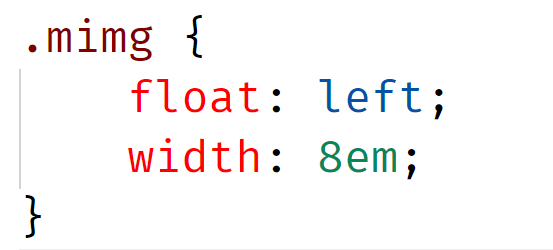 .mimg {
    float: left;
    width: 8em;
}